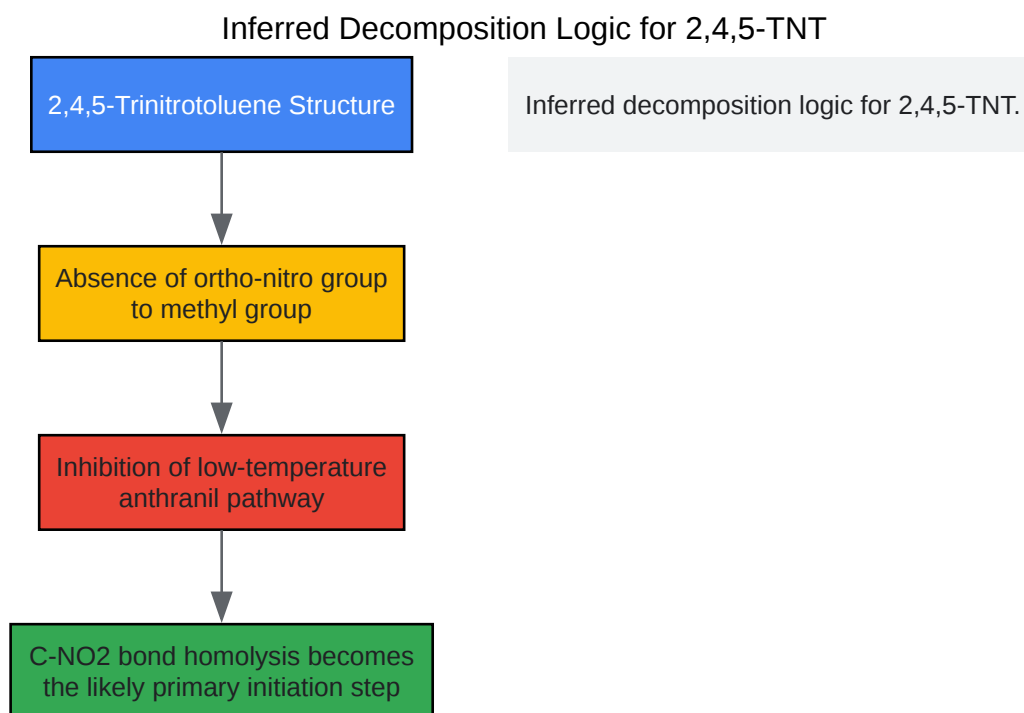 Inferred Decomposition Logic for 2,4,5-TNT
2,4,5-Trinitrotoluene Structure
Inferred decomposition logic for 2,4,5-TNT.
Absence of ortho-nitro group
to methyl group
Inhibition of low-temperature
anthranil pathway
C-NO2 bond homolysis becomes
the likely primary initiation step